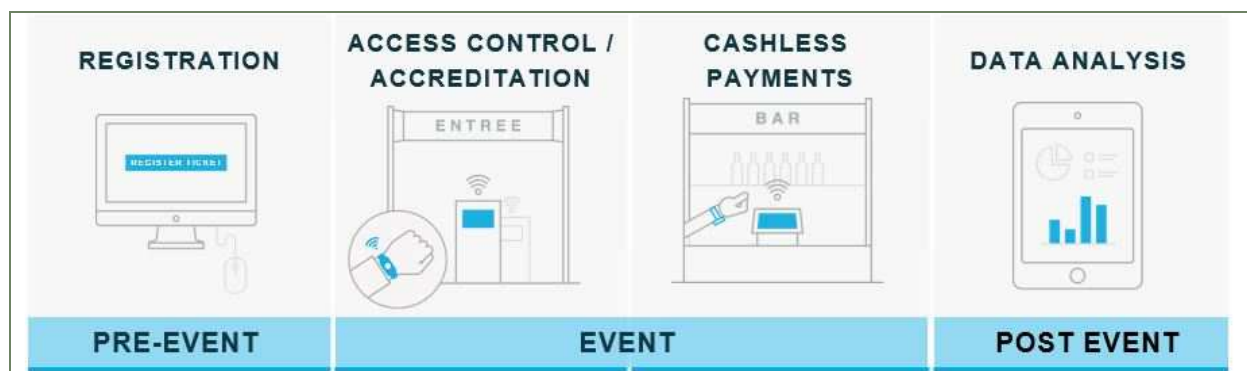 REGISTRATION
REGISTER TICKET
ACCESS CONTROL /
ACCREDITATION
ENTREE
CASHLESS
PAYMENTS
BAR
DATA ANALYSIS
PRE-EVENT
EVENT
POST EVENT